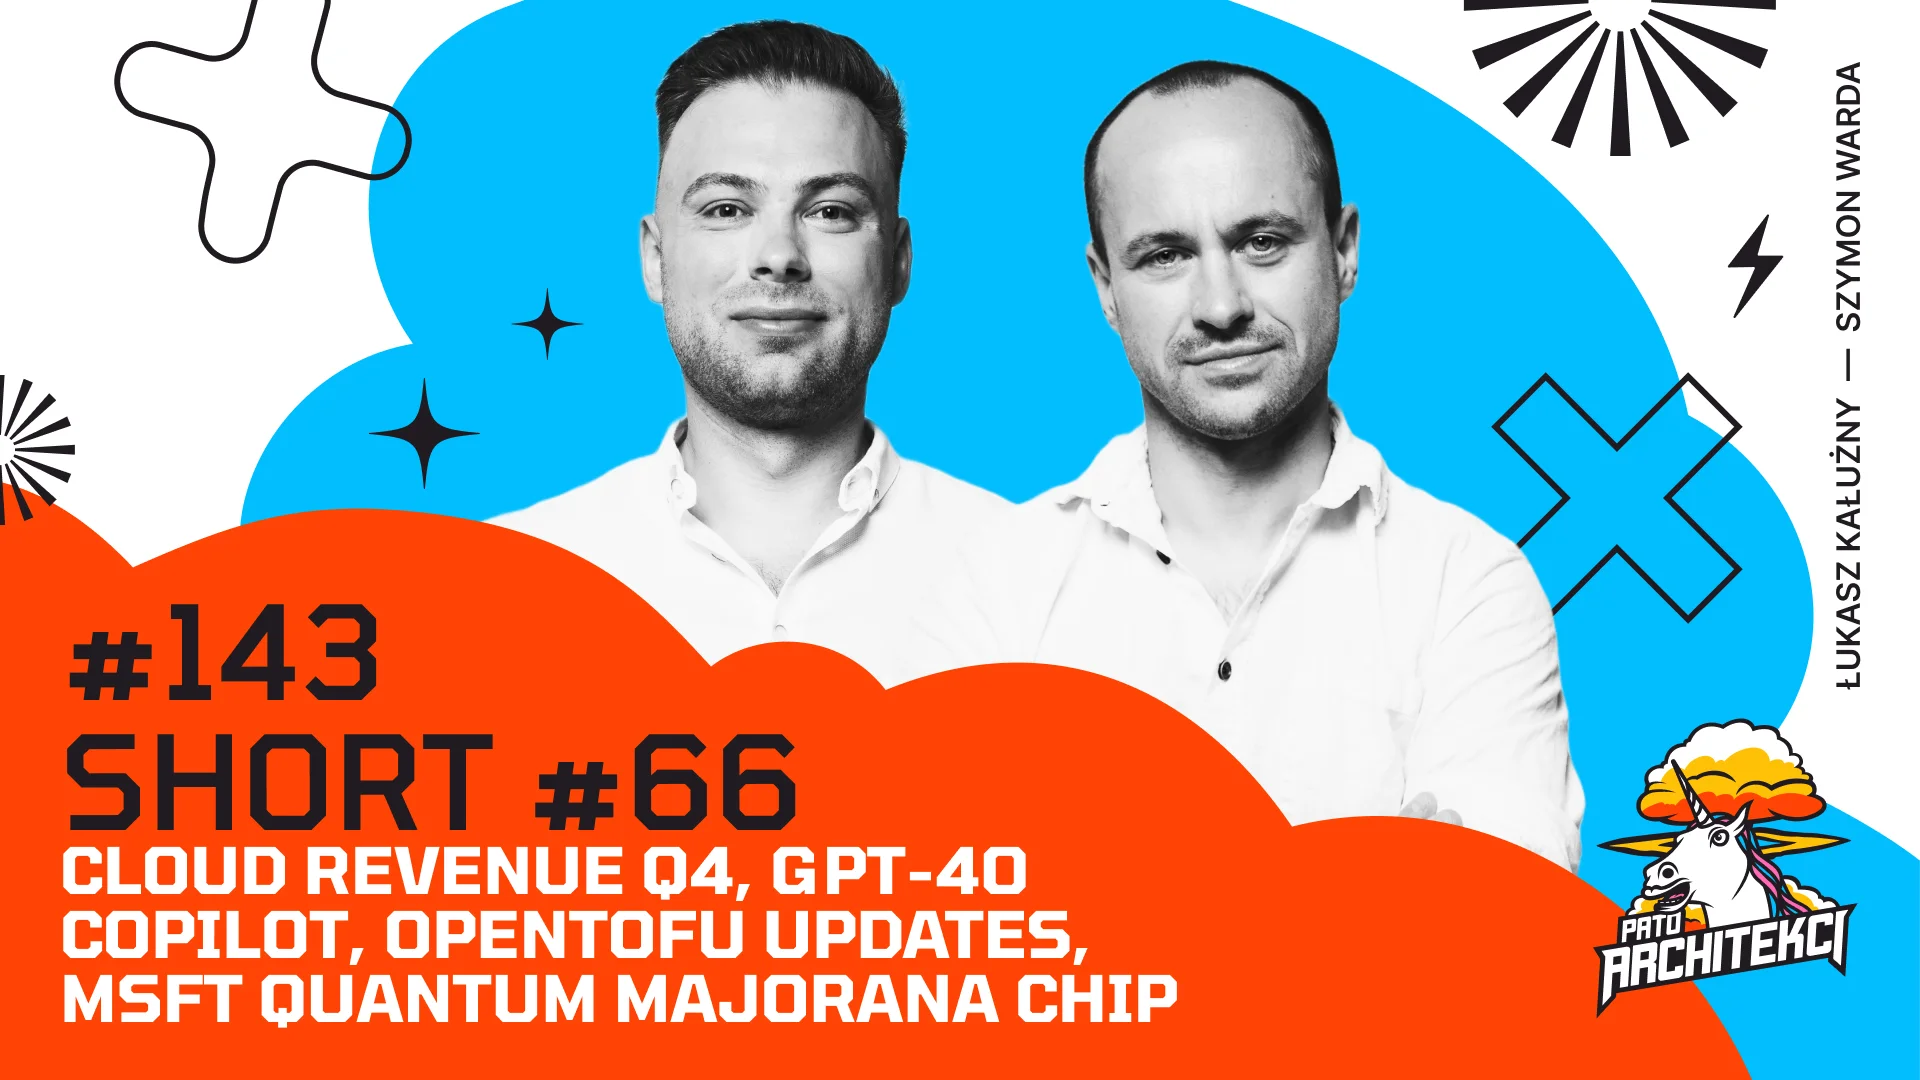 #143
SHORT #66
CLOUD REVENUE Q4, GPT-4O
COPILOT, OPENTOFU UPDATES,
MSFT QUANTUM MAJORANA CHIP
ŁUKASZ KAŁUŻNY — SZYMON WARDA
PATO
ARCHITEKCI